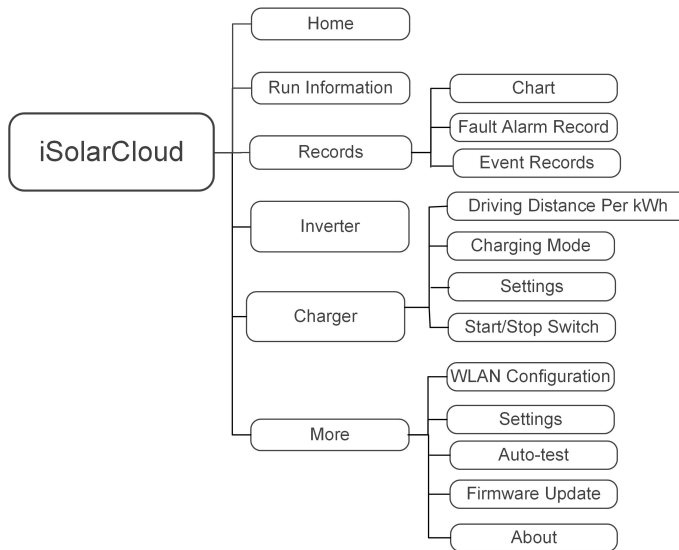 iSolarCloud
Home
Run Information
Records
Chart
Fault Alarm Record
Event Records
Inverter
Charger
Driving Distance Per kWh
Charging Mode
Settings
Start/Stop Switch
More
WLAN Configuration
Settings
Auto-test
Firmware Update
About